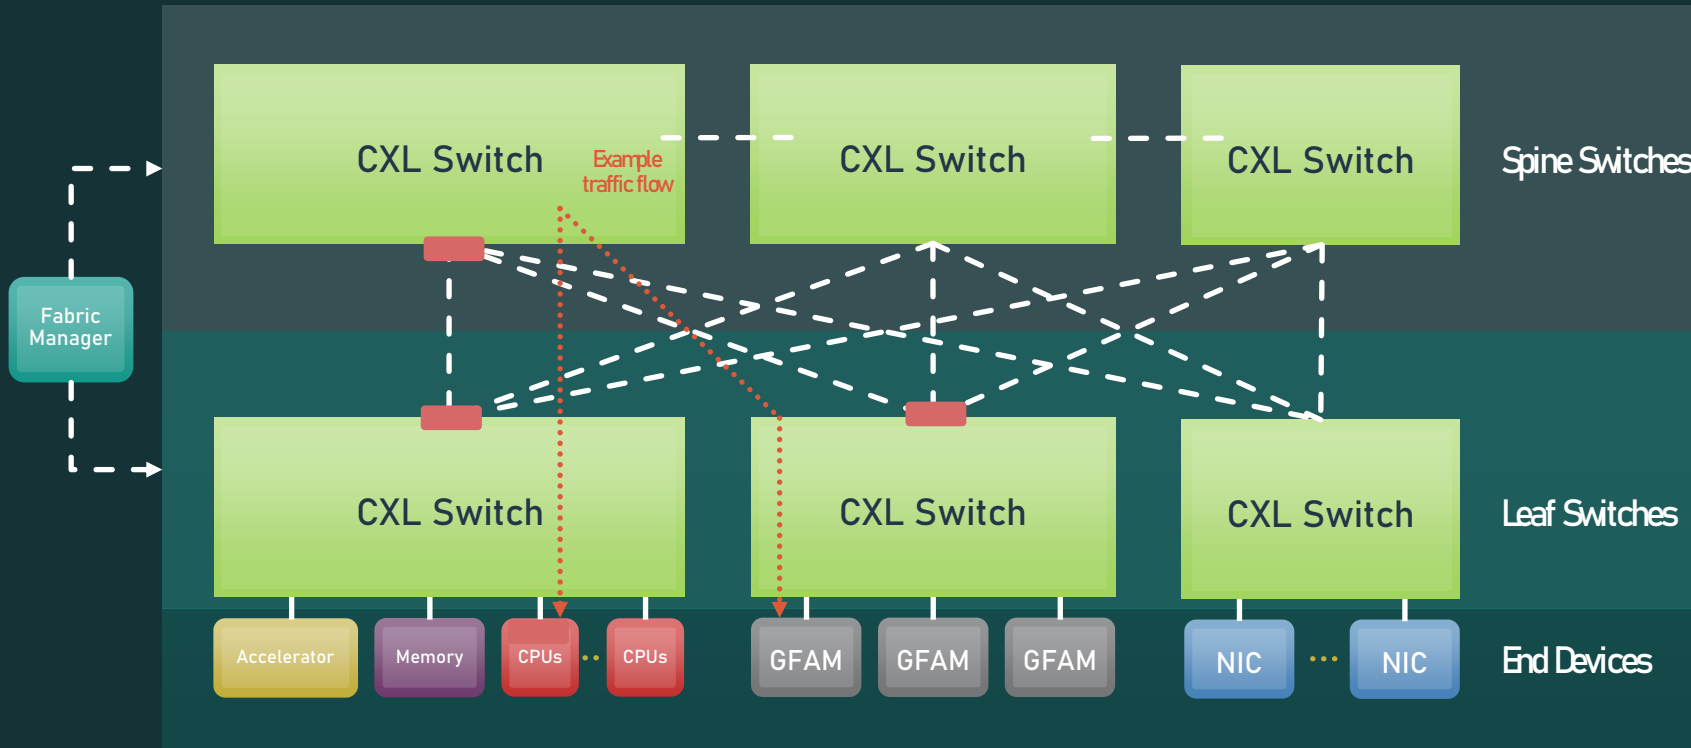 CXL Switch
Example
traffic flow
CXL Switch
CXL Switch
Spine Switches
Fabric
Manager
CXL Switch
CXL Switch
CXL Switch
Leaf Switches
Accelerator
Memory
CPUs
CPUs
GFAM
GFAM
GFAM
NIC
NIC
End Devices